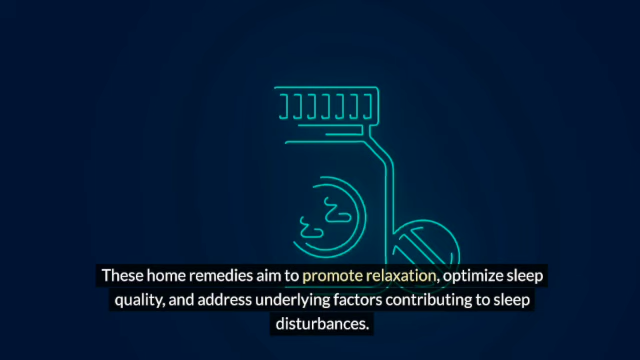 These home remedies aim to promote relaxation, optimize sleep
quality, and address underlying factors contributing to sleep
disturbances.